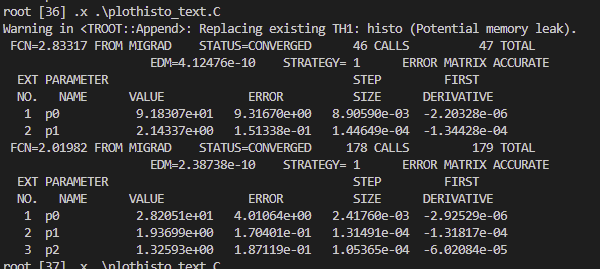 root [36] .x .\plothisto_text.C
Warning in <TROOT::Append>: Replacing existing TH1: histo (Potential memory leak).
FCN=2.83317 FROM MIGRAD STATUS=CONVERGED 46 CALLS 47 TOTAL
EDM=4.12476e-10 STRATEGY= 1 ERROR MATRIX ACCURATE
EXT PARAMETER STEP FIRST
NO. NAME VALUE ERROR SIZE DERIVATIVE
1 p0 9.18307e+01 9.31670e+00 8.90590e-03 -2.20328e-06
2 p1 2.14337e+00 1.51338e-01 1.44649e-04 -1.34428e-04
FCN=2.01982 FROM MIGRAD STATUS=CONVERGED 178 CALLS 179 TOTAL
EDM=2.38738e-10 STRATEGY= 1 ERROR MATRIX ACCURATE
EXT PARAMETER STEP FIRST
NO. NAME VALUE ERROR SIZE DERIVATIVE
1 p0 2.82051e+01 4.01064e+00 2.41760e-03 -2.92529e-06
2 p1 1.93699e+00 1.70401e-01 1.31491e-04 -1.31817e-04
3 p2 1.32593e+00 1.87119e-01 1.05365e-04 -6.02084e-05
root [37] .x .\plothisto_text.C